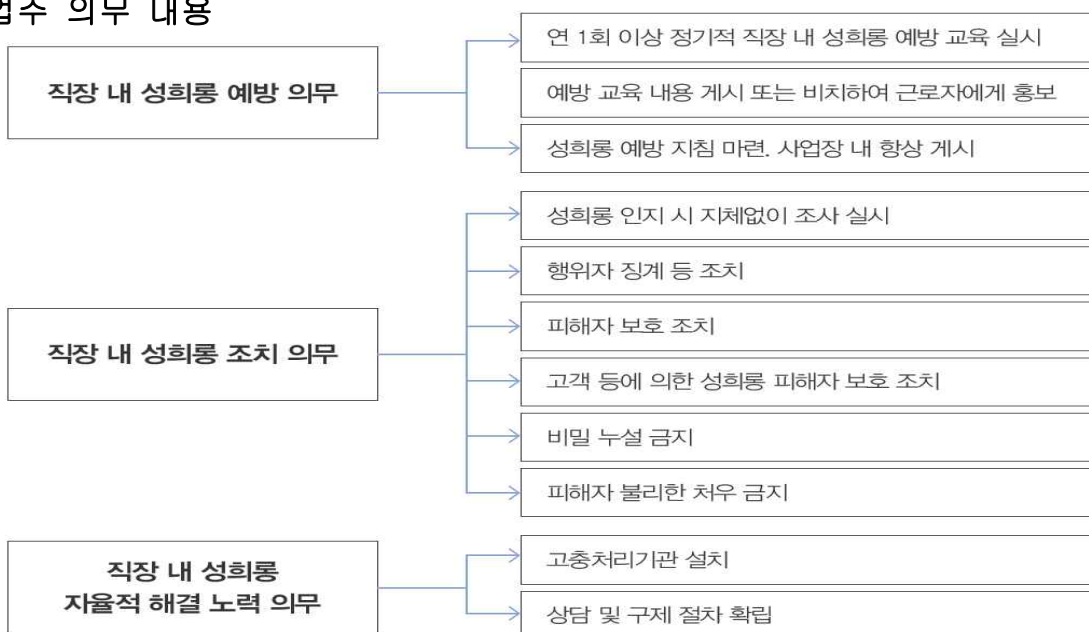 의무 내용
직장 내 성희롱 예방 의무
연 1회 이상 정기적 직장 내 성희롱 예방 교육 실시
예방 교육 내용 게시 또는 비치하여 근로자에게 홍보
성희롱 예방 지침 마련. 사업장 내 항상 게시
직장 내 성희롱 조치 의무
성희롱 인지 시 지체없이 조사 실시
행위자 징계 등 조치
피해자 보호 조치
고객 등에 의한 성희롱 피해자 보호 조치
비밀 누설 금지
피해자 불리한 처우 금지
직장 내 성희롱
자율적 해결 노력 의무
고충처리기관 설치
상담 및 구제 절차 확립